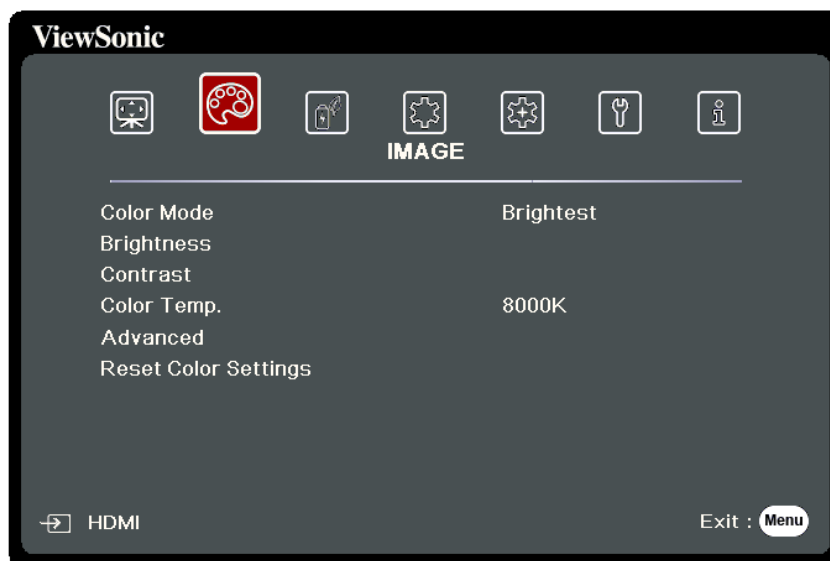 ViewSonic
IMAGE
Color Mode Brightest
Brightness
Contrast
Color Temp. 8000K
Advanced
Reset Color Settings
HDMI Exit : Menu